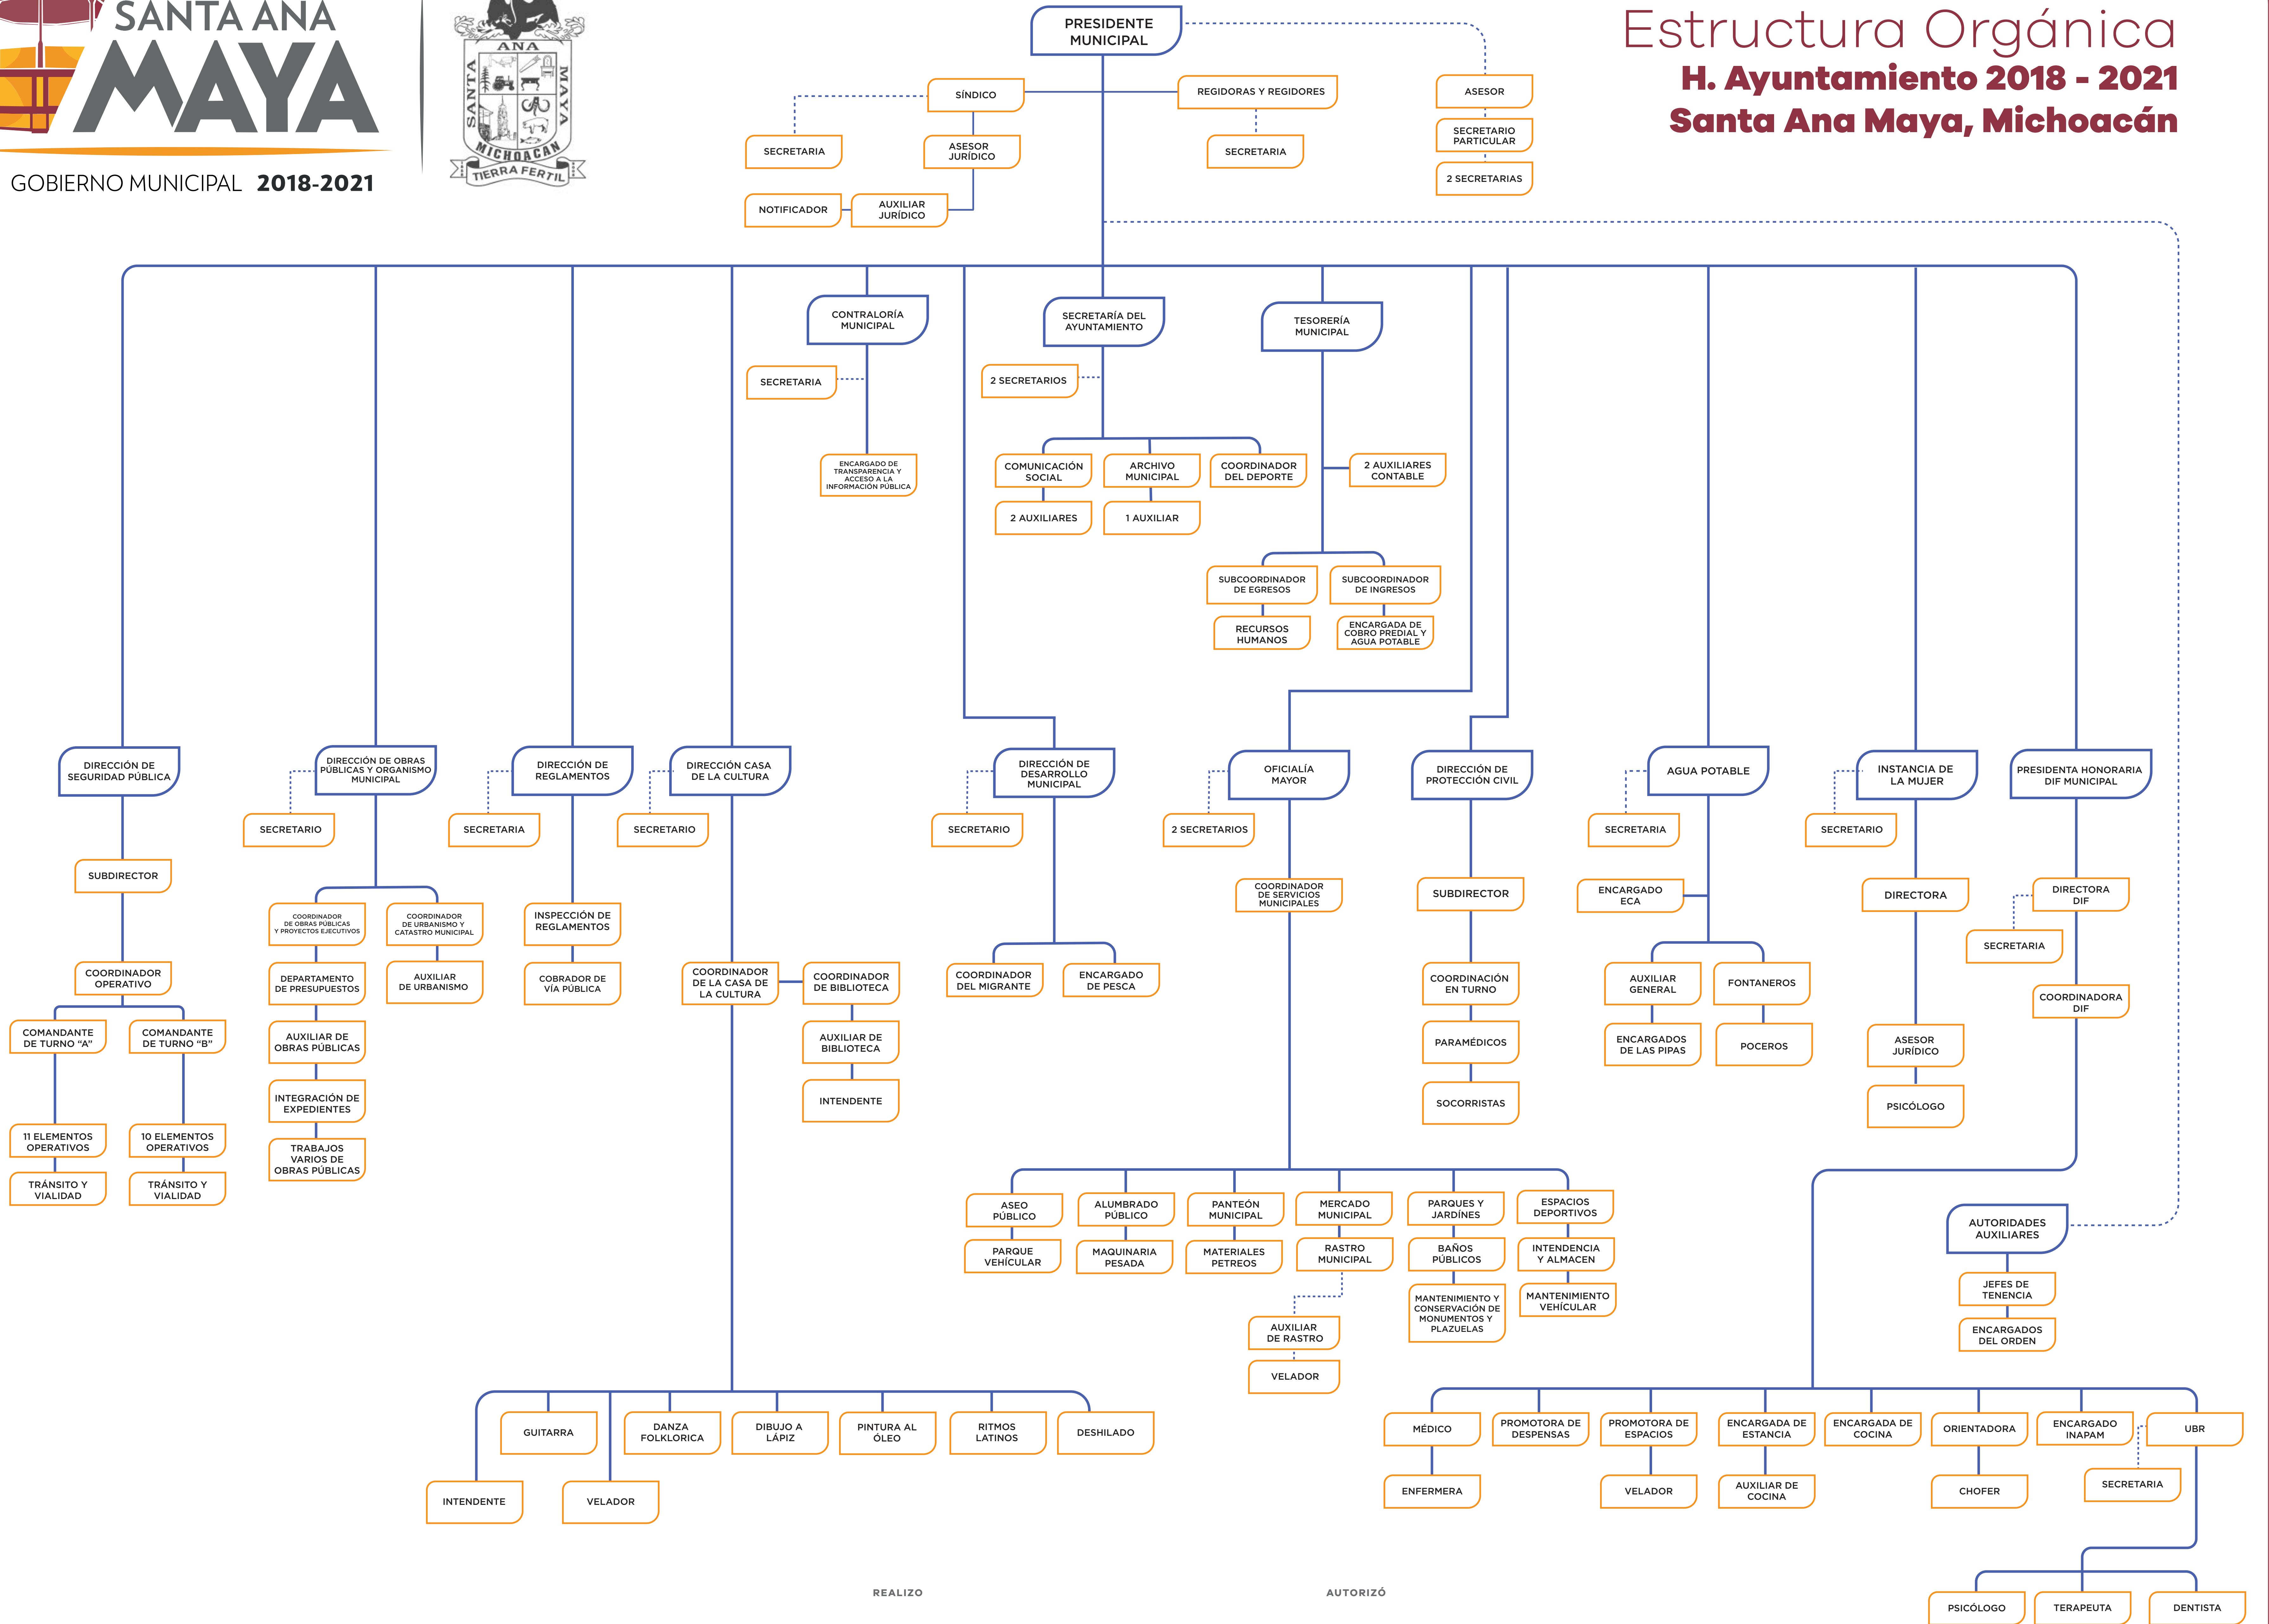 SANTA ANA
MAYA
GOBIERNO MUNICIPAL 2018-2021
ANA
SANTA
MAYA
MICHOACAN
TIERRA FERTIL
Estructura Orgánica
H. Ayuntamiento 2018 - 2021
Santa Ana Maya, Michoacán
PRESIDENTE
MUNICIPAL
SÍNDICO
REGIDORAS Y REGIDORES
ASESOR
SECRETARIA
ASESOR
JURÍDICO
SECRETARIA
SECRETARIO
PARTICULAR
2 SECRETARIAS
NOTIFICADOR
AUXILIAR
JURÍDICO
CONTRALORÍA
MUNICIPAL
SECRETARÍA DEL
AYUNTAMIENTO
TESORERÍA
MUNICIPAL
SECRETARIA
2 SECRETARIOS
ENCARGADO DE
TRANSPARENCIA Y
ACCESO A LA
INFORMACIÓN PÚBLICA
COMUNICACIÓN
SOCIAL
ARCHIVO
MUNICIPAL
COORDINADOR
DEL DEPORTE
2 AUXILIARES
CONTABLE
2 AUXILIARES
1 AUXILIAR
SUBCOORDINADOR
DE EGRESOS
SUBCOORDINADOR
DE INGRESOS
RECURSOS
HUMANOS
ENCARGADA DE
COBRO PREDIAL Y
AGUA POTABLE
DIRECCIÓN DE
SEGURIDAD PÚBLICA
DIRECCIÓN DE OBRAS
PÚBLICAS Y ORGANISMO
MUNICIPAL
DIRECCIÓN DE
REGLAMENTOS
DIRECCIÓN CASA
DE LA CULTURA
DIRECCIÓN DE
DESARROLLO
MUNICIPAL
OFICIALÍA
MAYOR
DIRECCIÓN DE
PROTECCIÓN CIVIL
AGUA POTABLE
INSTANCIA DE
LA MUJER
PRESIDENTA HONORARIA
DIF MUNICIPAL
SECRETARIO
SECRETARIA
SECRETARIO
SECRETARIO
2 SECRETARIOS
SECRETARIA
SECRETARIO
SUBDIRECTOR
COORDINADOR
DE OBRAS PÚBLICAS
Y PROYECTOS EJECUTIVOS
COORDINADOR
DE URBANISMO Y
CATASTRO MUNICIPAL
INSPECCIÓN DE
REGLAMENTOS
COORDINADOR
DE SERVICIOS
MUNICIPALES
SUBDIRECTOR
ENCARGADO
ECA
DIRECTORA
DIRECTORA
DIF
SECRETARIA
COORDINADOR
OPERATIVO
DEPARTAMENTO
DE PRESUPUESTOS
AUXILIAR
DE URBANISMO
COBRADOR DE
VÍA PÚBLICA
COORDINADOR
DE LA CASA DE
LA CULTURA
COORDINADOR
DE BIBLIOTECA
COORDINADOR
DEL MIGRANTE
ENCARGADO
DE PESCA
COORDINACIÓN
EN TURNO
AUXILIAR
GENERAL
FONTANEROS
COORDINADORA
DIF
COMANDANTE
DE TURNO “A”
COMANDANTE
DE TURNO “B”
AUXILIAR DE
OBRAS PÚBLICAS
AUXILIAR DE
BIBLIOTECA
PARAMÉDICOS
ENCARGADOS
DE LAS PIPAS
POCEROS
ASESOR
JURÍDICO
INTEGRACIÓN DE
EXPEDIENTES
INTENDENTE
SOCORRISTAS
PSICÓLOGO
11 ELEMENTOS
OPERATIVOS
10 ELEMENTOS
OPERATIVOS
TRABAJOS
VARIOS DE
OBRAS PÚBLICAS
TRÁNSITO Y
VIALIDAD
TRÁNSITO Y
VIALIDAD
ASEO
PÚBLICO
ALUMBRADO
PÚBLICO
PANTEÓN
MUNICIPAL
MERCADO
MUNICIPAL
PARQUES Y
JARDÍNES
ESPACIOS
DEPORTIVOS
AUTORIDADES
AUXILIARES
PARQUE
VEHÍCULAR
MAQUINARIA
PESADA
MATERIALES
PETREOS
RASTRO
MUNICIPAL
BAÑOS
PÚBLICOS
INTENDENCIA
Y ALMACEN
JEFES DE
TENENCIA
MANTENIMIENTO Y
CONSERVACIÓN DE
MONUMENTOS Y
PLAZUELAS
MANTENIMIENTO
VEHÍCULAR
AUXILIAR
DE RASTRO
ENCARGADOS
DEL ORDEN
VELADOR
GUITARRA
DANZA
FOLKLORICA
DIBUJO A
LÁPIZ
PINTURA AL
ÓLEO
RITMOS
LATINOS
DESHILADO
MÉDICO
PROMOTORA DE
DESPENSAS
PROMOTORA DE
ESPACIOS
ENCARGADA DE
ESTANCIA
ENCARGADA DE
COCINA
ORIENTADORA
ENCARGADO
INAPAM
UBR
INTENDENTE
VELADOR
ENFERMERA
VELADOR
AUXILIAR DE
COCINA
CHOFER
SECRETARIA
REALIZO
AUTORIZÓ
PSICÓLOGO
TERAPEUTA
DENTISTA